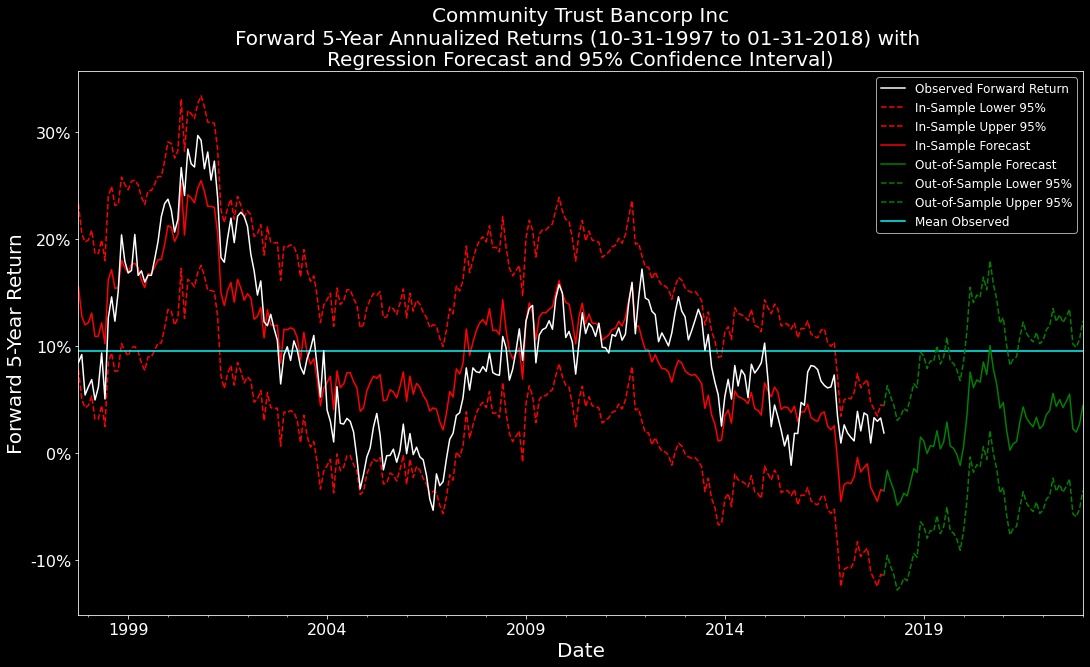 Community Trust Bancorp Inc
Forward 5-Year Annualized Returns (10-31-1997 to 01-31-2018) with
Regression Forecast and 95% Confidence Interval)
Observed Forward Return
In-Sample Lower 95%
In-Sample Upper 95%
In-Sample Forecast
Out-of-Sample Forecast
Out-of-Sample Lower 95%
Out-of-Sample Upper 95%
Mean Observed
Forward 5-Year Return
30%
20%
10%
0%
-10%
1999 2004 2009 2014 2019
Date